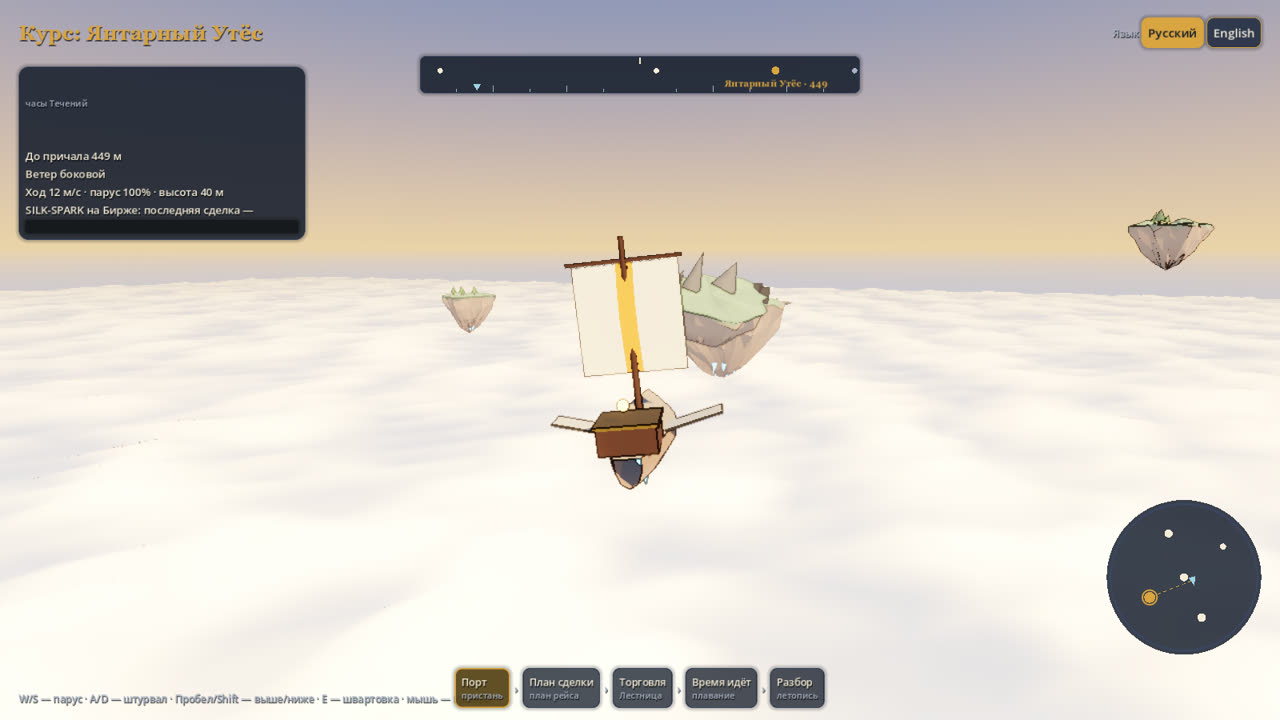 Курс: Янтарный Утёс
Язык
Русский
English
Янтарный Утёс · 449
часы Течений
До причала 449 м
Ветер боковой
Ход 12 м/с · парус 100% · высота 40 м
SILK-SPARK на Бирже: последняя сделка —
W/S — парус · A/D — штурвал · Пробел/Shift — выше/ниже · E — швартовка · мышь —
Порт
пристань
›
План сделки
план рейса
›
Торговля
Лестница
›
Время идёт
плавание
›
Разбор
летопись